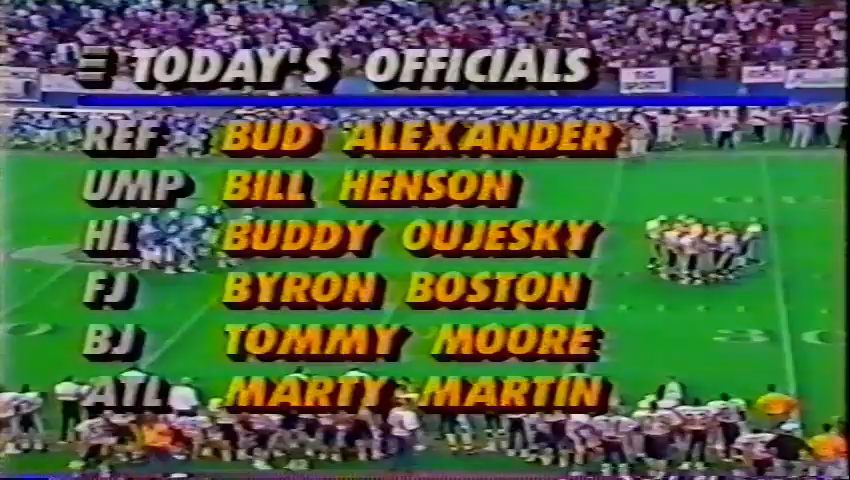 TODAY'S OFFICIALS
REF BUD ALEXANDER
UMP BILL HENSON
HL BUDDY OUJESKY
FJ BYRON BOSTON
BJ TOMMY MOORE
ATL MARTY MARTIN
30